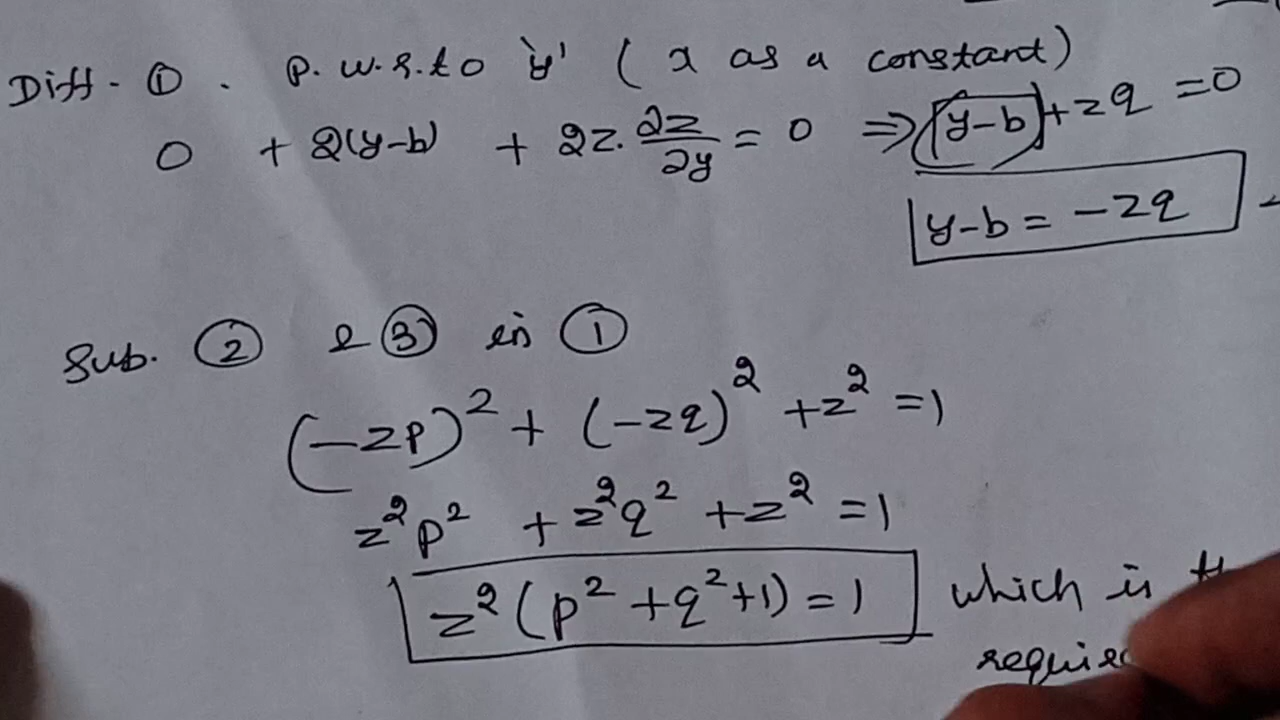 Diff. ①. p.w.r.to 'y' (x as a constant)
0 + 2(y-b) + 2z.∂z/∂y = 0 ⇒ (y-b)+zq = 0
y-b = -zq
Sub. ② & ③ in ①
(-zp)² + (-zq)² + z² = 1
z²p² + z²q² + z² = 1
z²(p² + q² + 1) = 1 which is